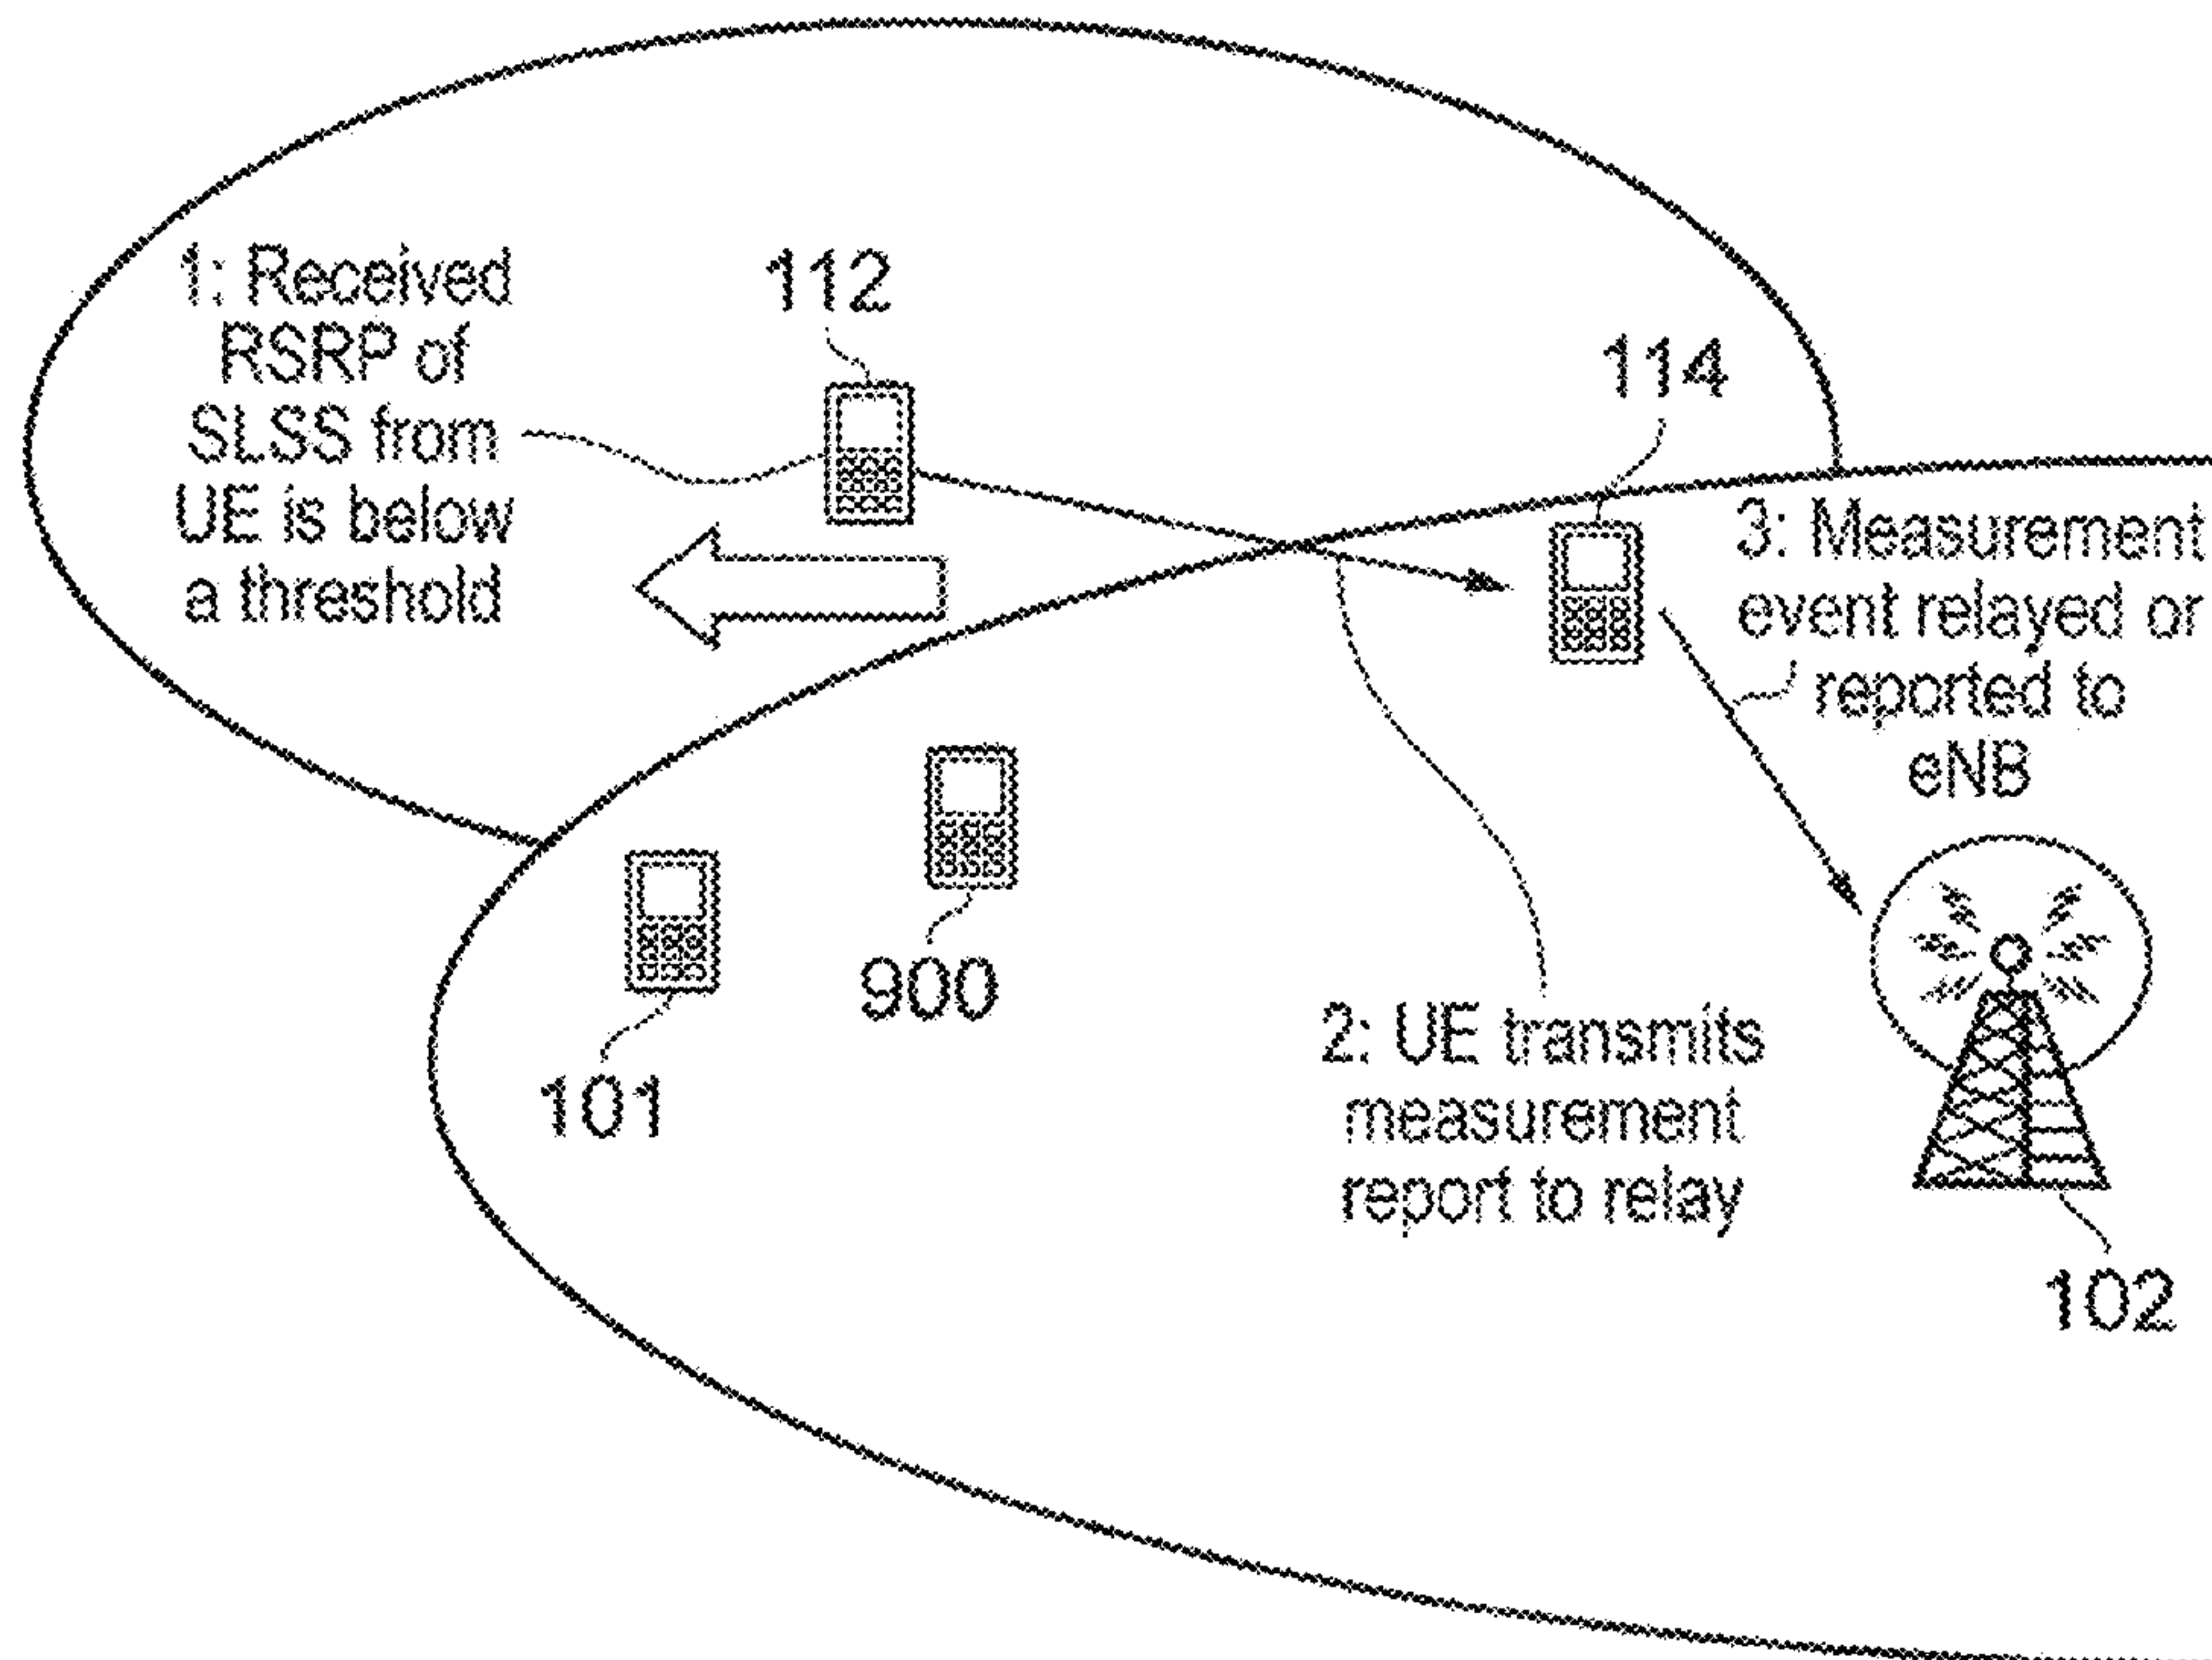 1: Received
RSRP of
SLSS from
UE is below
a threshold
112
114
3: Measurement
event relayed or
reported to
eNB
101
900
2: UE transmits
measurement
report to relay
102